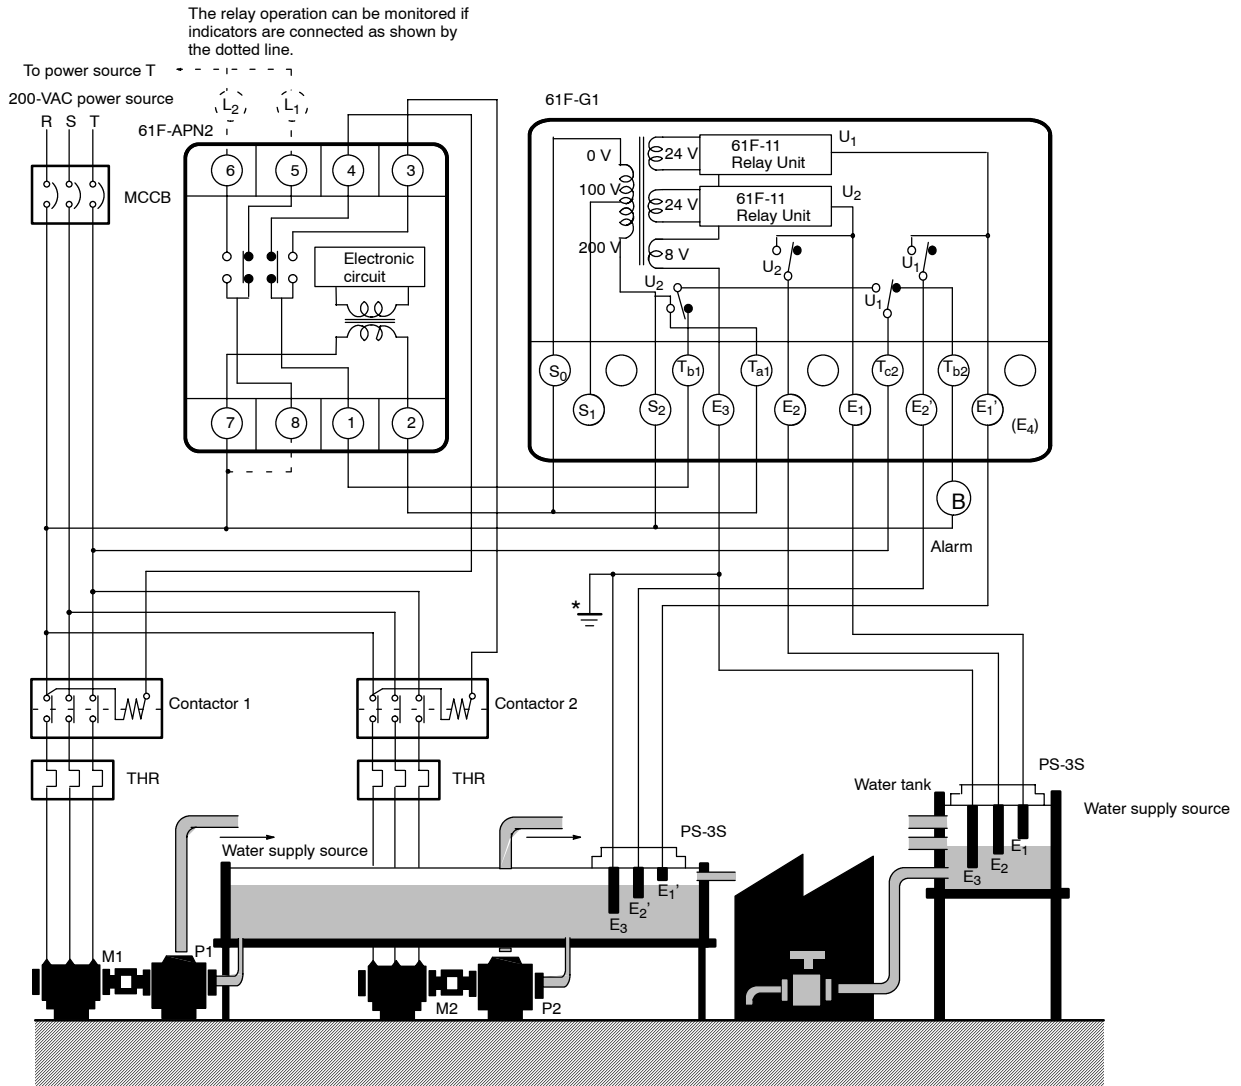 The relay operation can be monitored if
indicators are connected as shown by
the dotted line.
To power source T
200-VAC power source
R S T
L2 L1
61F-APN2
61F-G1
MCCB
6 5 4 3
Electronic
circuit
7 8 1 2
0 V
100 V
200 V
24 V
61F-11
Relay Unit
U1
24 V
61F-11
Relay Unit
U2
8 V
U2
U2
U1
U1
S0
Tb1
Ta1
Tc2
Tb2
S1
S2
E3
E2
E1
E2'
E1'
(E4)
B
Alarm
*
Contactor 1
Contactor 2
THR
THR
PS-3S
Water tank
Water supply source
E1
E2
E3
PS-3S
Water supply source
E1'
E2'
E3
M1
P1
M2
P2